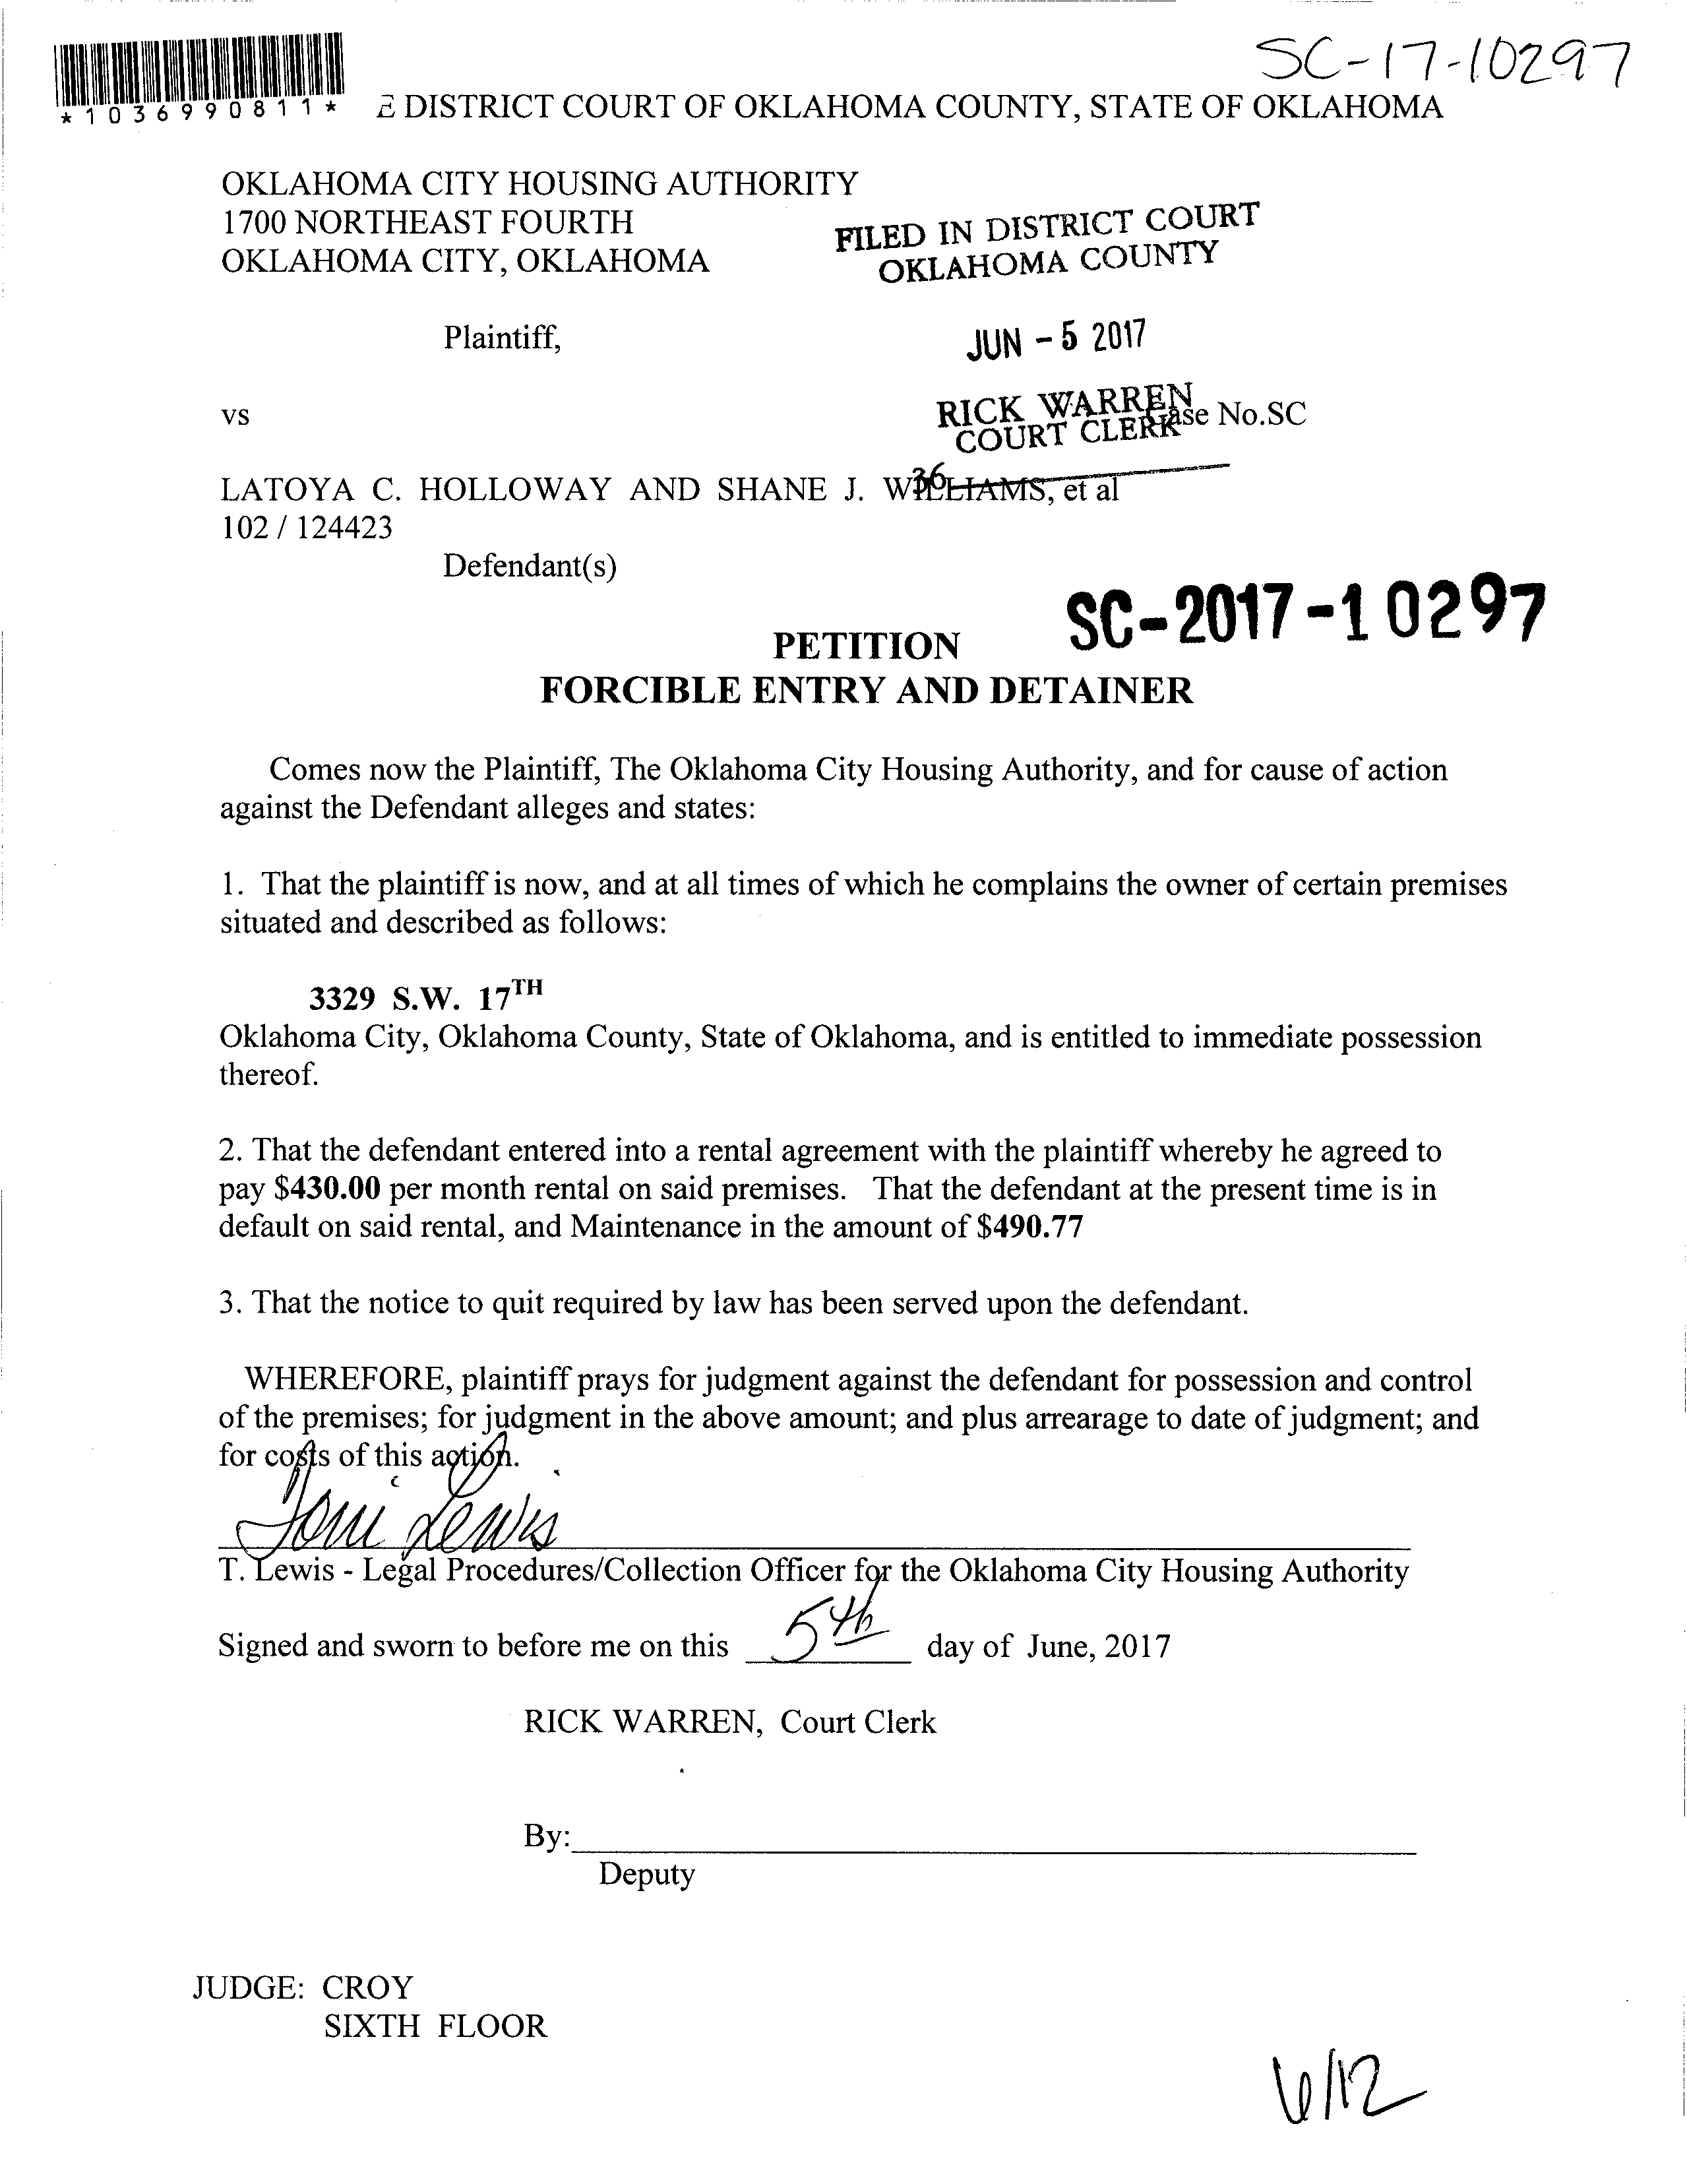 SC-17-10297
*1036990811*
E DISTRICT COURT OF OKLAHOMA COUNTY, STATE OF OKLAHOMA
OKLAHOMA CITY HOUSING AUTHORITY
1700 NORTHEAST FOURTH
OKLAHOMA CITY, OKLAHOMA
FILED IN DISTRICT COURT
OKLAHOMA COUNTY
Plaintiff,
JUN - 5 2017
RICK WARREN
COURT CLERK
vs
Case No.SC
36
LATOYA C. HOLLOWAY AND SHANE J. WILLIAMS, et al
102 / 124423
Defendant(s)
SC-2017-10297
PETITION
FORCIBLE ENTRY AND DETAINER
Comes now the Plaintiff, The Oklahoma City Housing Authority, and for cause of action
against the Defendant alleges and states:
1. That the plaintiff is now, and at all times of which he complains the owner of certain premises
situated and described as follows:
3329 S.W. 17TH
Oklahoma City, Oklahoma County, State of Oklahoma, and is entitled to immediate possession
thereof.
2. That the defendant entered into a rental agreement with the plaintiff whereby he agreed to
pay $430.00 per month rental on said premises. That the defendant at the present time is in
default on said rental, and Maintenance in the amount of $490.77
3. That the notice to quit required by law has been served upon the defendant.
WHEREFORE, plaintiff prays for judgment against the defendant for possession and control
of the premises; for judgment in the above amount; and plus arrearage to date of judgment; and
for costs of this action.
Toni Lewis
T. Lewis - Legal Procedures/Collection Officer for the Oklahoma City Housing Authority
Signed and sworn to before me on this 5th day of June, 2017
RICK WARREN, Court Clerk
By:
Deputy
JUDGE: CROY
SIXTH FLOOR
6/12